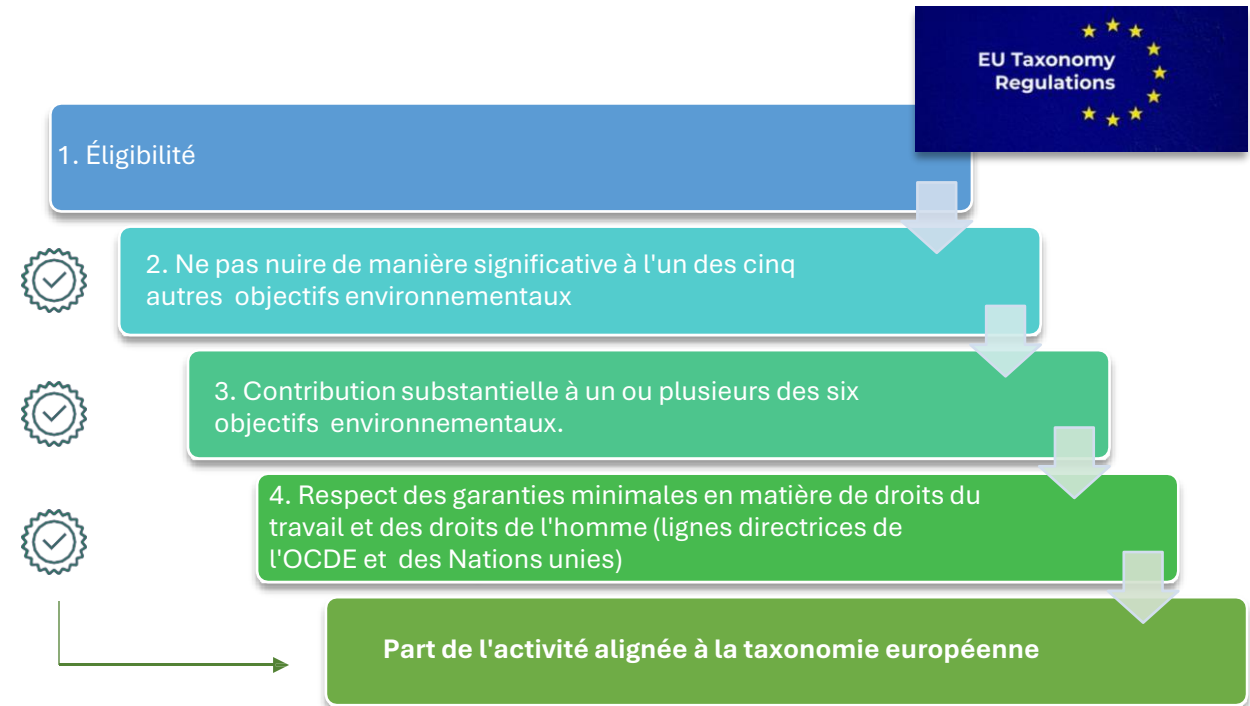 EU Taxonomy
Regulations
1. Éligibilité
2. Ne pas nuire de manière significative à l'un des cinq
autres objectifs environnementaux
3. Contribution substantielle à un ou plusieurs des six
objectifs environnementaux.
4. Respect des garanties minimales en matière de droits du
travail et des droits de l'homme (lignes directrices de
l'OCDE et des Nations unies)
Part de l'activité alignée à la taxonomie européenne